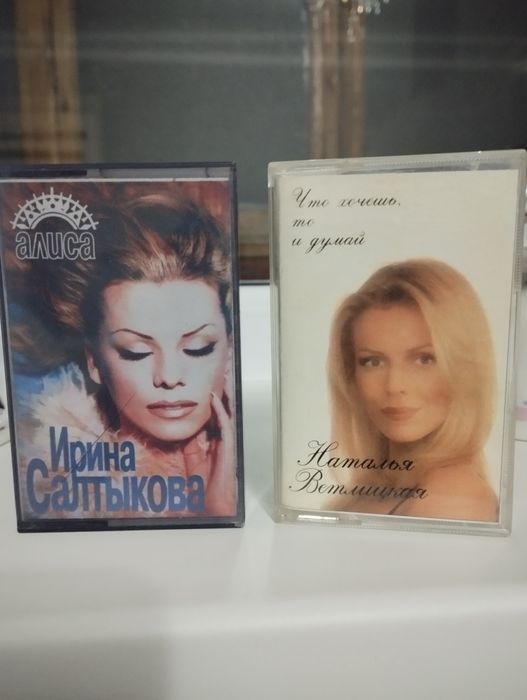 алиса
Ирина
Салтыкова
Что хочешь,
то
и думай
Наталья
Ветлицкая